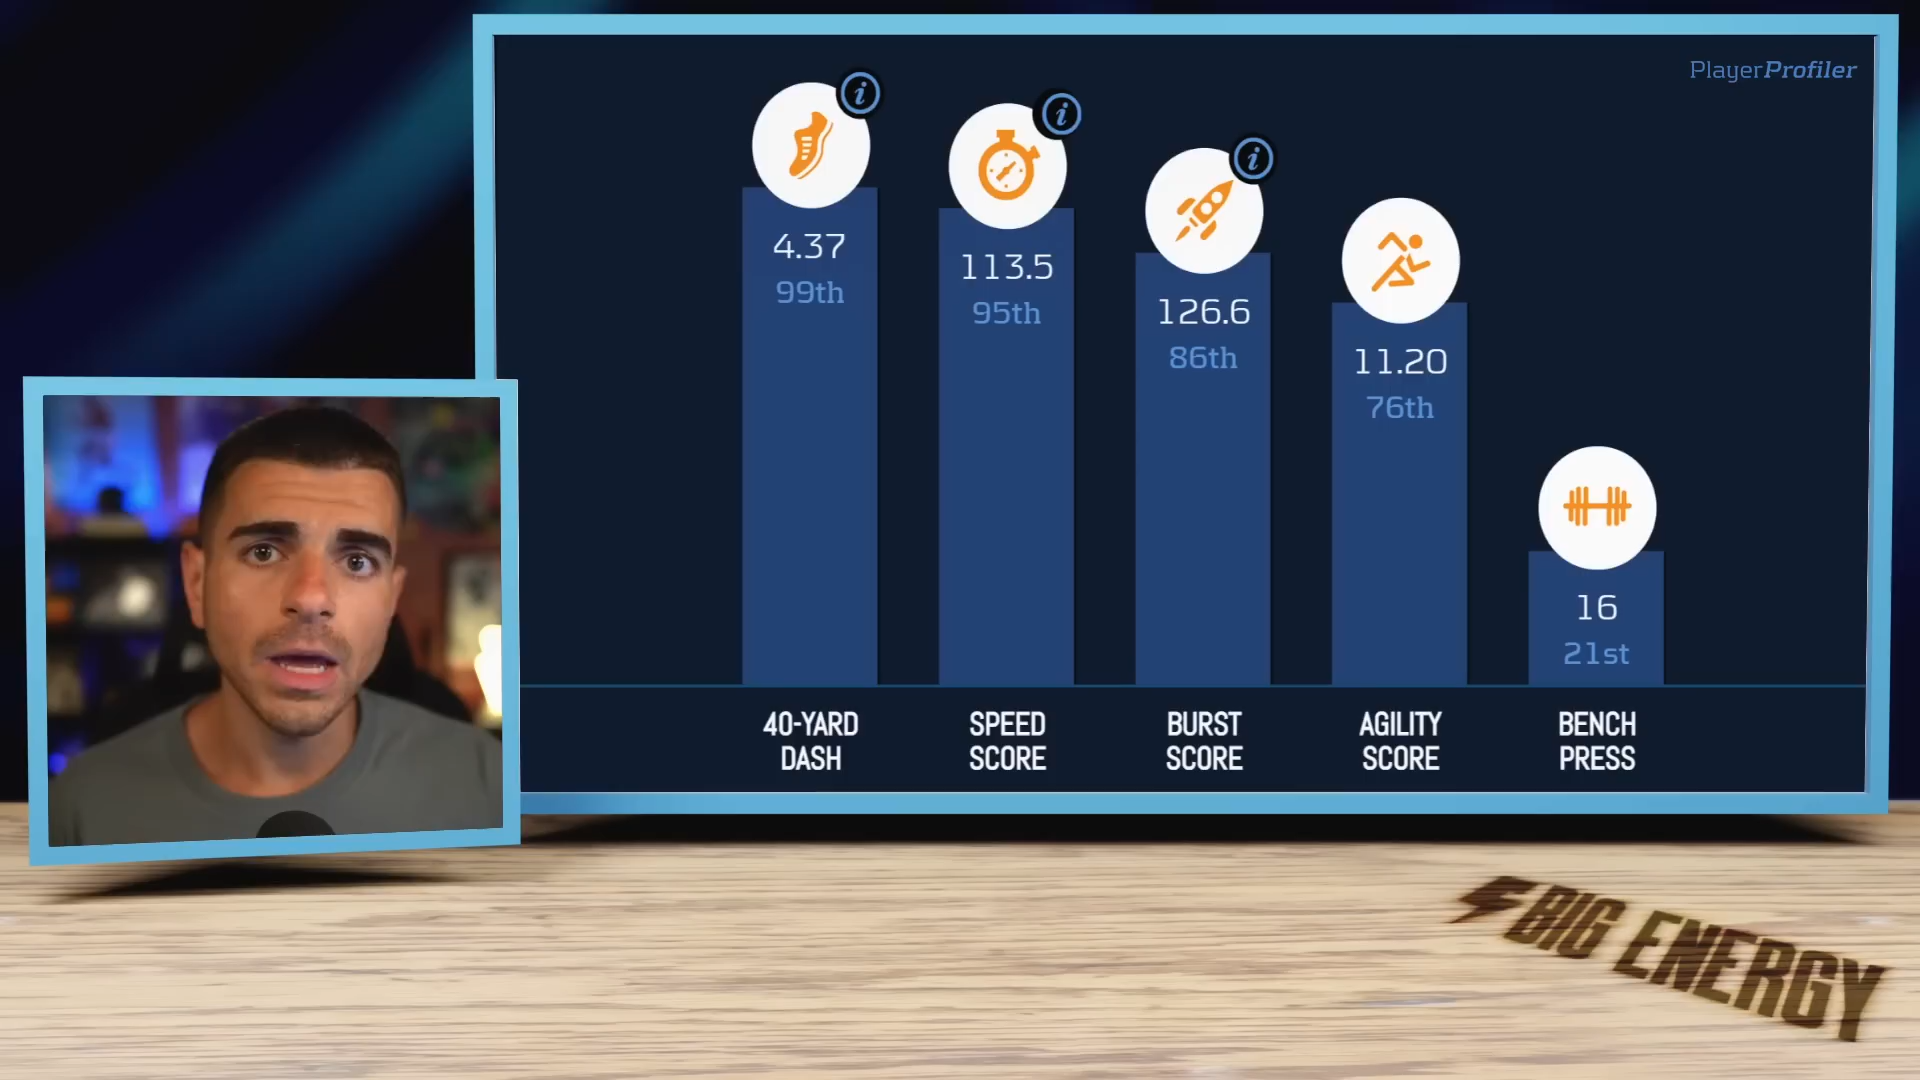 PlayerProfiler
4.37
99th
113.5
95th
126.6
86th
11.20
76th
16
21st
40-YARD
DASH
SPEED
SCORE
BURST
SCORE
AGILITY
SCORE
BENCH
PRESS
BIG ENERGY